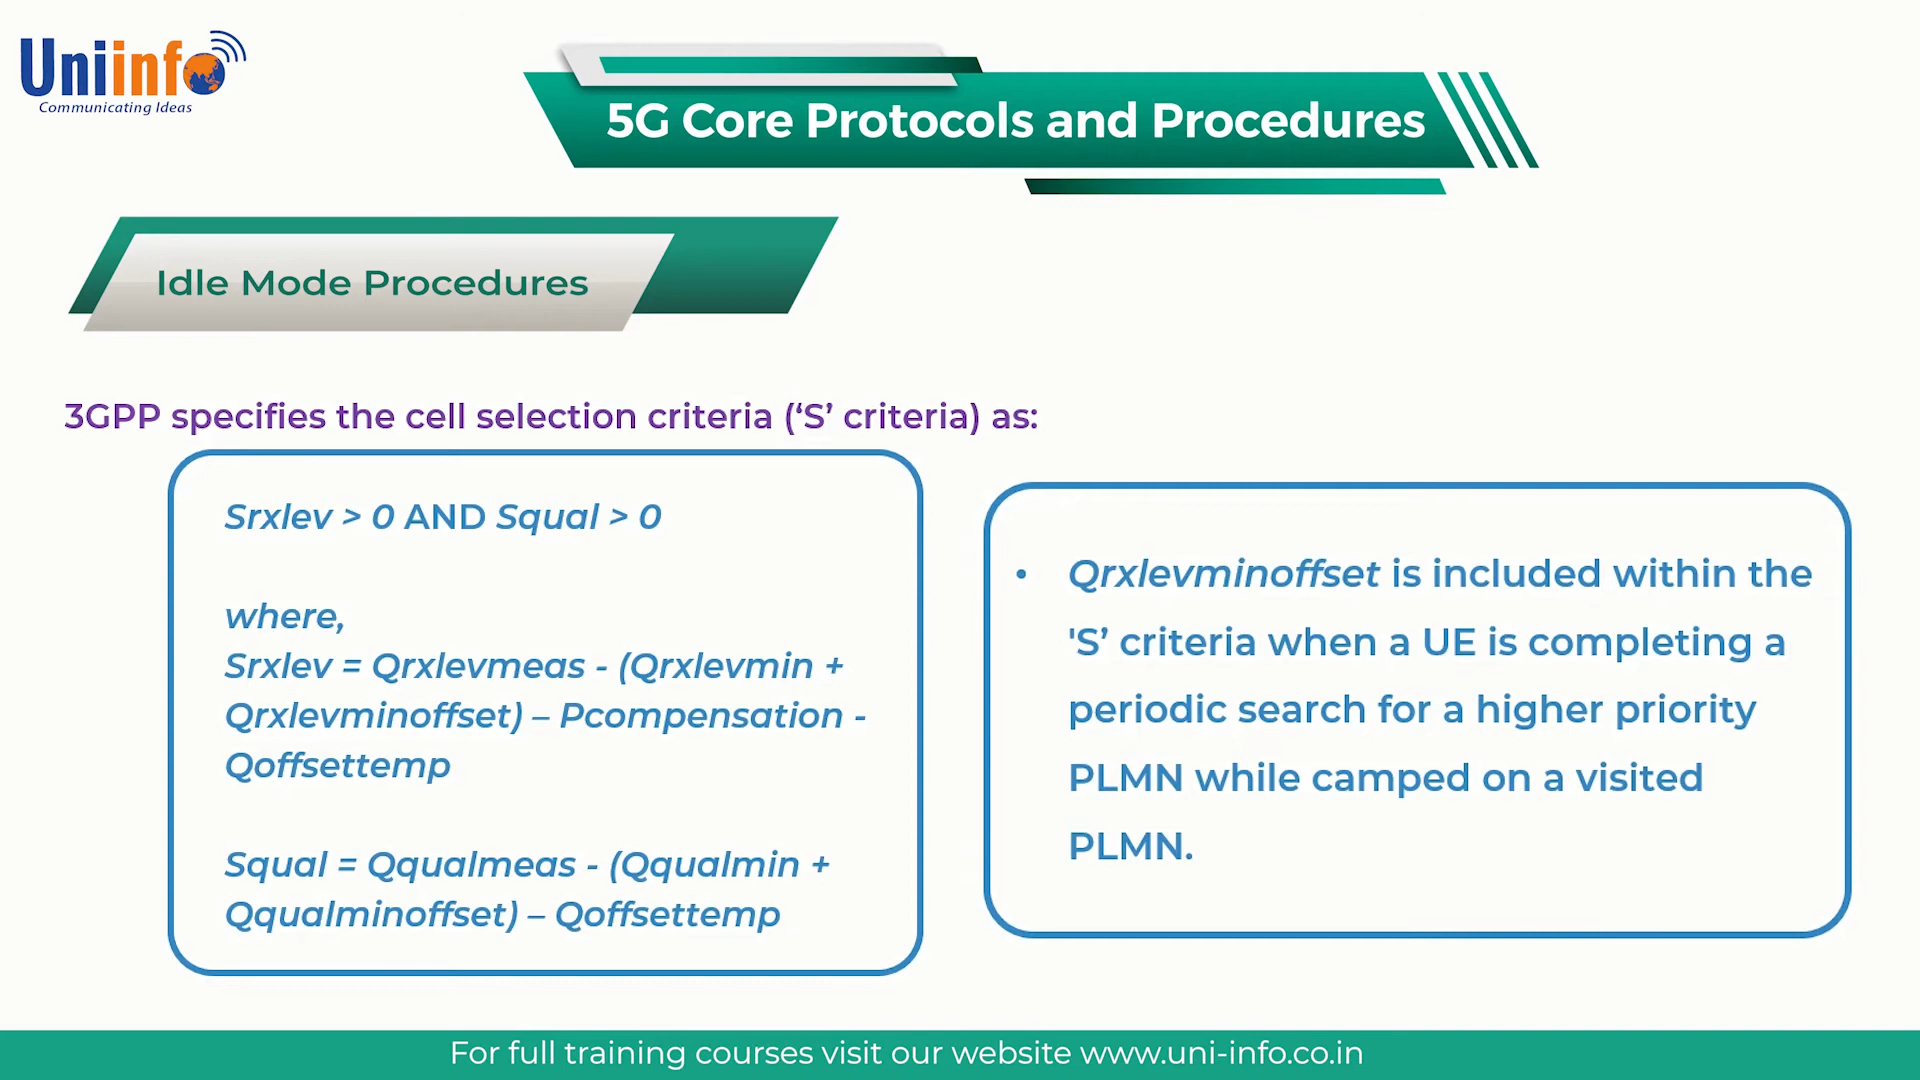 Uniinfo
Communicating Ideas
5G Core Protocols and Procedures
Idle Mode Procedures
3GPP specifies the cell selection criteria (‘S’ criteria) as:
Srxlev > 0 AND Squal > 0
where,
Srxlev = Qrxlevmeas - (Qrxlevmin +
Qrxlevminoffset) – Pcompensation -
Qoffsettemp
Squal = Qqualmeas - (Qqualmin +
Qqualminoffset) – Qoffsettemp
• Qrxlevminoffset is included within the
'S’ criteria when a UE is completing a
periodic search for a higher priority
PLMN while camped on a visited
PLMN.
For full training courses visit our website www.uni-info.co.in